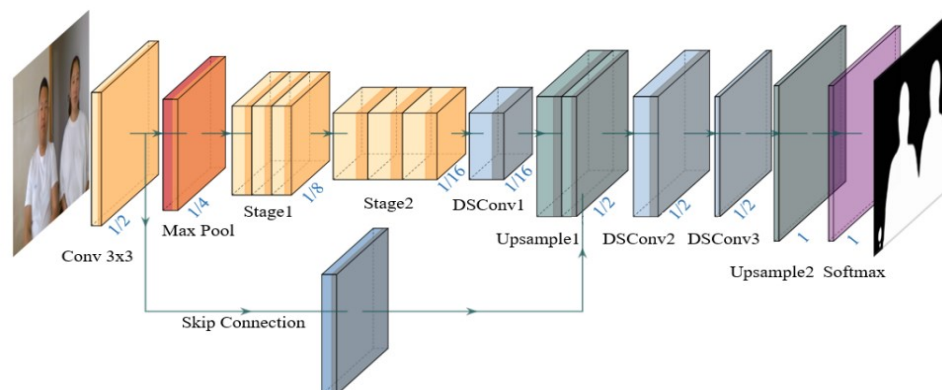 1/2
Conv 3x3
1/4
Max Pool
1/8
Stage1
1/16
Stage2
1/16
DSConv1
1/2
Upsample1
1/2
DSConv2
1/2
DSConv3
1
Upsample2
1
Softmax
Skip Connection